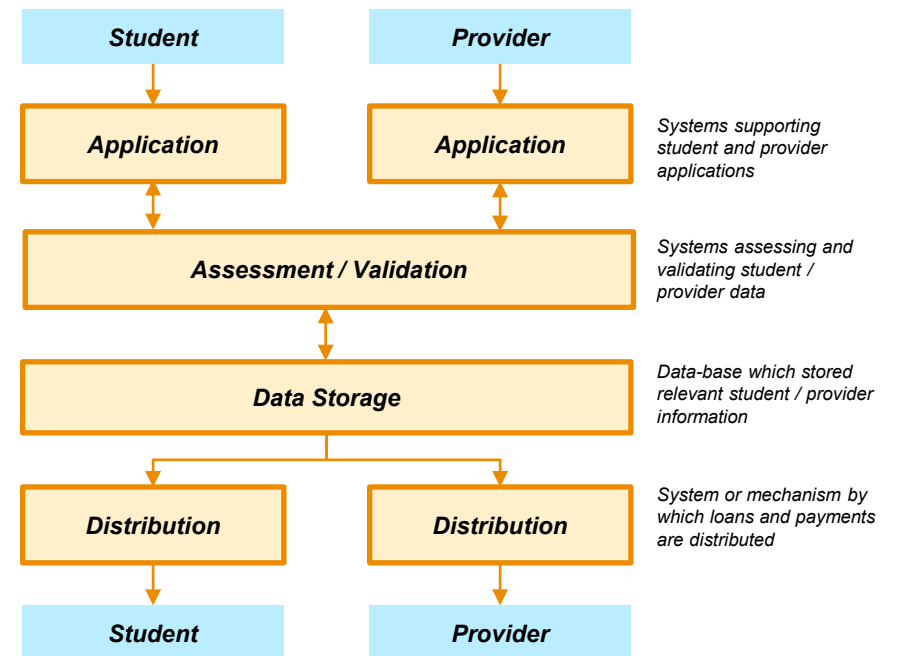 Student
Provider
Application
Application
Systems supporting
student and provider
applications
Assessment / Validation
Systems assessing and
validating student /
provider data
Data Storage
Data-base which stored
relevant student / provider
information
Distribution
Distribution
System or mechanism by
which loans and payments
are distributed
Student
Provider